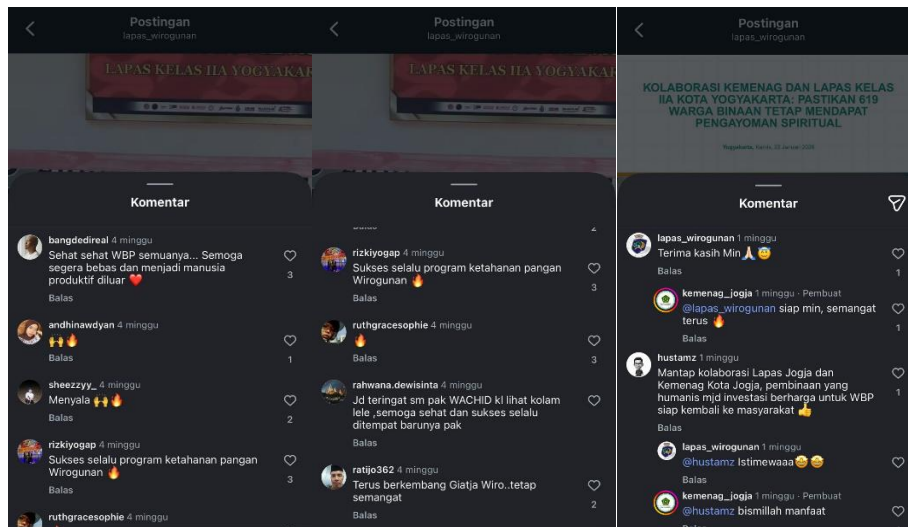 Postingan
lapas_wirogunan
LAPAS KELAS IIA YOGYAKAR
Komentar
bangdedireal 4 minggu
Sehat sehat WBP semuanya... Semoga
segera bebas dan menjadi manusia
produktif diluar ❤️
3
Balas
andhinawdyan 4 minggu
🙌🔥
1
Balas
sheezzyy_ 4 minggu
Menyala 🙌🔥
2
Balas
rizkiyogap 4 minggu
Sukses selalu program ketahanan pangan
Wirogunan 🔥
3
Balas
ruthgracesophie 4 minggu
Postingan
lapas_wirogunan
LAPAS KELAS IIA YOGYAKAR
Komentar
2
rizkiyogap 4 minggu
Sukses selalu program ketahanan pangan
Wirogunan 🔥
3
Balas
ruthgracesophie 4 minggu
🔥
3
Balas
rahwana.dewisinta 4 minggu
Jd teringat sm pak WACHID kl lihat kolam
lele ,semoga sehat dan sukses selalu
ditempat barunya pak
Balas
ratijo362 4 minggu
Terus berkembang Giatja Wiro..tetap
semangat
2
Balas
Postingan
lapas_wirogunan
KOLABORASI KEMENAG DAN LAPAS KELAS
IIA KOTA YOGYAKARTA: PASTIKAN 619
WARGA BINAAN TETAP MENDAPAT
PENGAYOMAN SPIRITUAL
Komentar
lapas_wirogunan 1 minggu
Terima kasih Min🙏😇
1
Balas
kemenag_jogja 1 minggu · Pembuat
@lapas_wirogunan siap min, semangat
terus 🔥
1
Balas
hustamz 1 minggu
Mantap kolaborasi Lapas Jogja dan
Kemenag Kota Jogja, pembinaan yang
humanis mjd investasi berharga untuk WBP
siap kembali ke masyarakat 👍
1
Balas
lapas_wirogunan 1 minggu
@hustamz Istimewaaa🤩🤩
Balas
kemenag_jogja 1 minggu · Pembuat
@hustamz bismillah manfaat